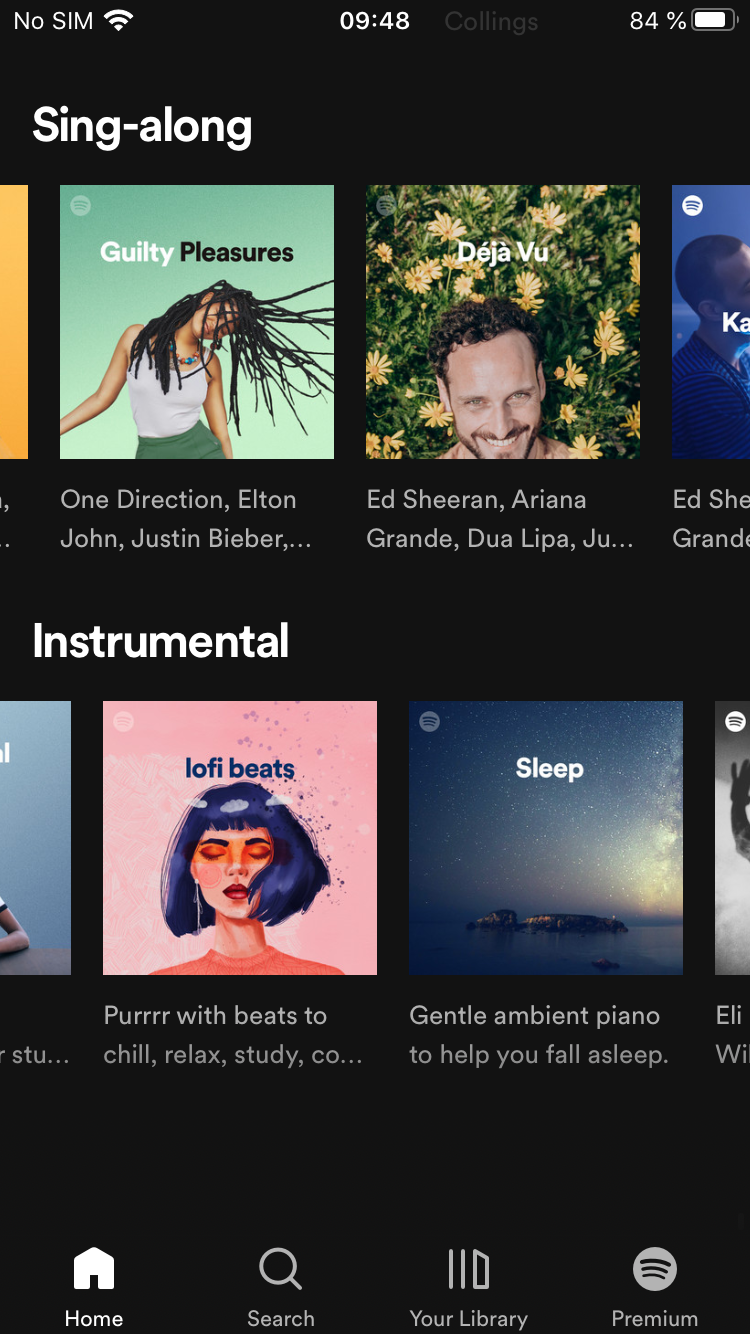 No SIM 09:48 Collings 84 %
Sing-along
Guilty Pleasures
Déjà Vu
One Direction, Elton
John, Justin Bieber,...
Ed Sheeran, Ariana
Grande, Dua Lipa, Ju...
Ed She
Grande
Instrumental
lofi beats
Sleep
r stu...
Purrrr with beats to
chill, relax, study, co...
Gentle ambient piano
to help you fall asleep.
Eli
Wil
Home
Search
Your Library
Premium